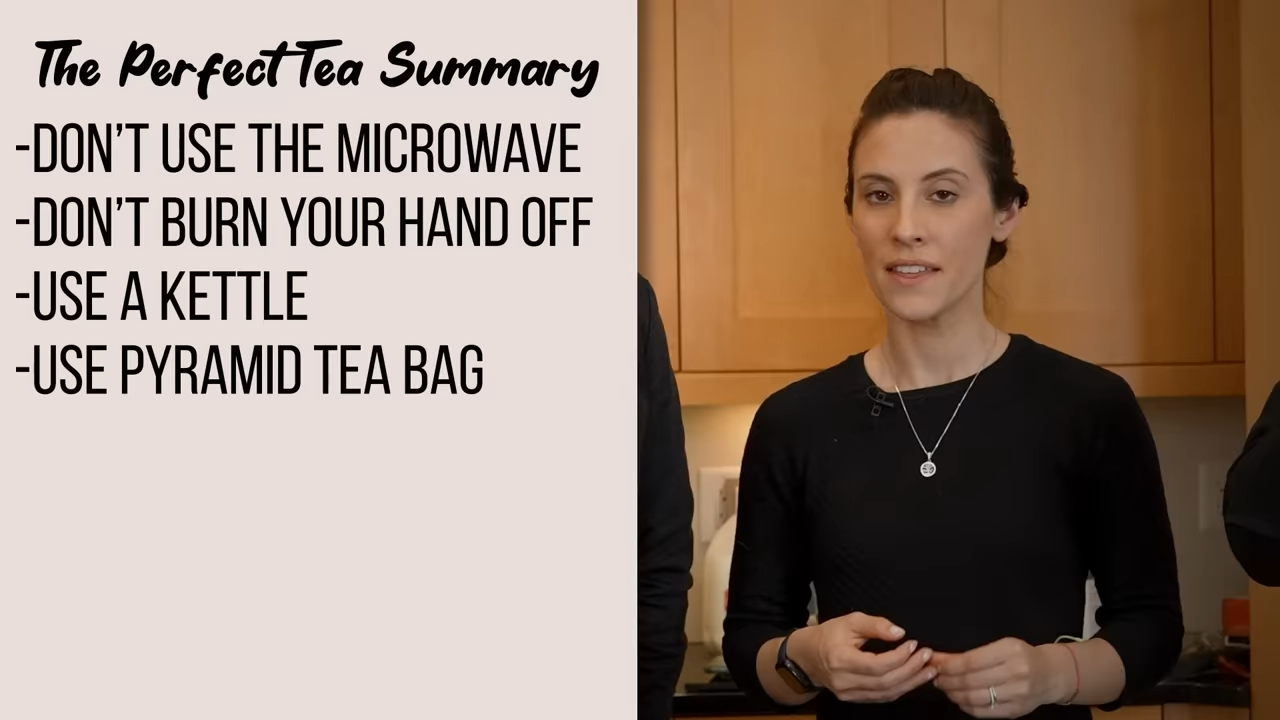 The Perfect Tea Summary
-DON’T USE THE MICROWAVE
-DON’T BURN YOUR HAND OFF
-USE A KETTLE
-USE PYRAMID TEA BAG